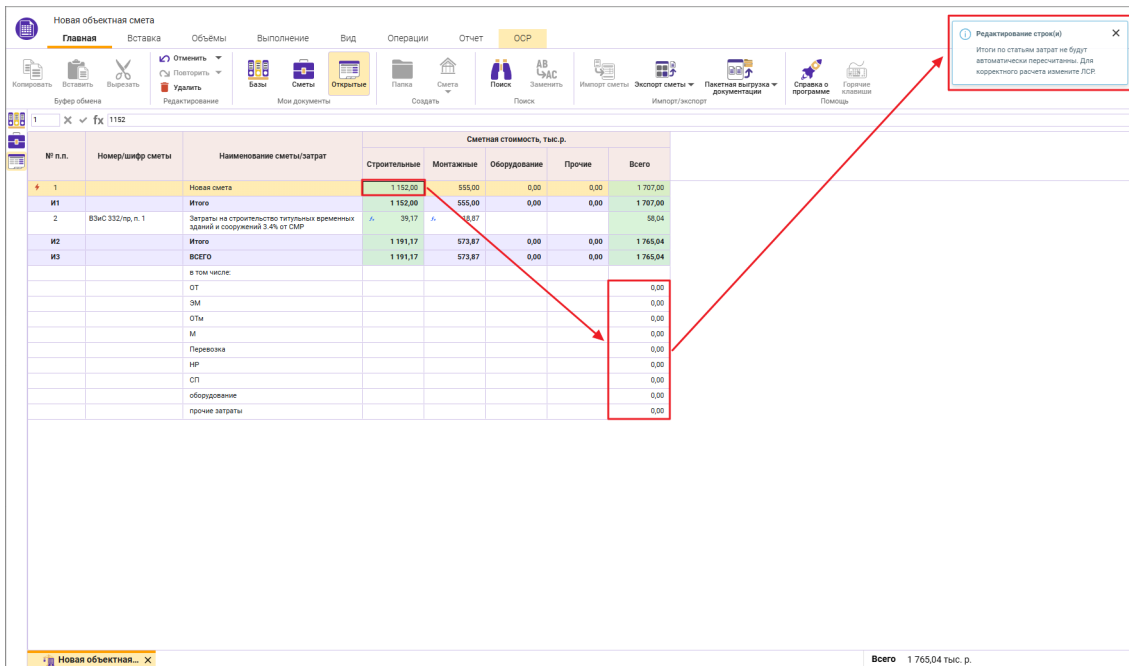 Новая объектная смета
Главная Вставка Объёмы Выполнение Вид Операции Отчет ОСР
Копировать Вставить Вырезать
Буфер обмена
Отменить
Повторить
Удалить
Редактирование
Базы Сметы Открытые
Мои документы
Папка Смета
Создать
AB
AC
Поиск Заменить
Поиск
Импорт сметы Экспорт сметы Пакетная выгрузка документации
Импорт/экспорт
Справка о программе Горячие клавиши
Помощь
Редактирование строк(и)
Итоги по статьям затрат не будут
автоматически пересчитанны. Для
корректного расчета измените ЛСР.
1 fx 1152
№ п.п. Номер/шифр сметы Наименование сметы/затрат Сметная стоимость, тыс.р.
Строительные Монтажные Оборудование Прочие Всего
1 Новая смета 1 152,00 555,00 0,00 0,00 1 707,00
И1 Итого 1 152,00 555,00 0,00 0,00 1 707,00
2 ВЗиС 332/пр, п. 1 Затраты на строительство титульных временных 39,17 18,87 58,04
зданий и сооружений 3.4% от СМР
И2 Итого 1 191,17 573,87 0,00 0,00 1 765,04
И3 ВСЕГО 1 191,17 573,87 0,00 0,00 1 765,04
в том числе:
ОТ 0,00
ЭМ 0,00
ОТм 0,00
М 0,00
Перевозка 0,00
НР 0,00
СП 0,00
оборудование 0,00
прочие затраты 0,00
Новая объектная...
Всего 1 765,04 тыс. р.